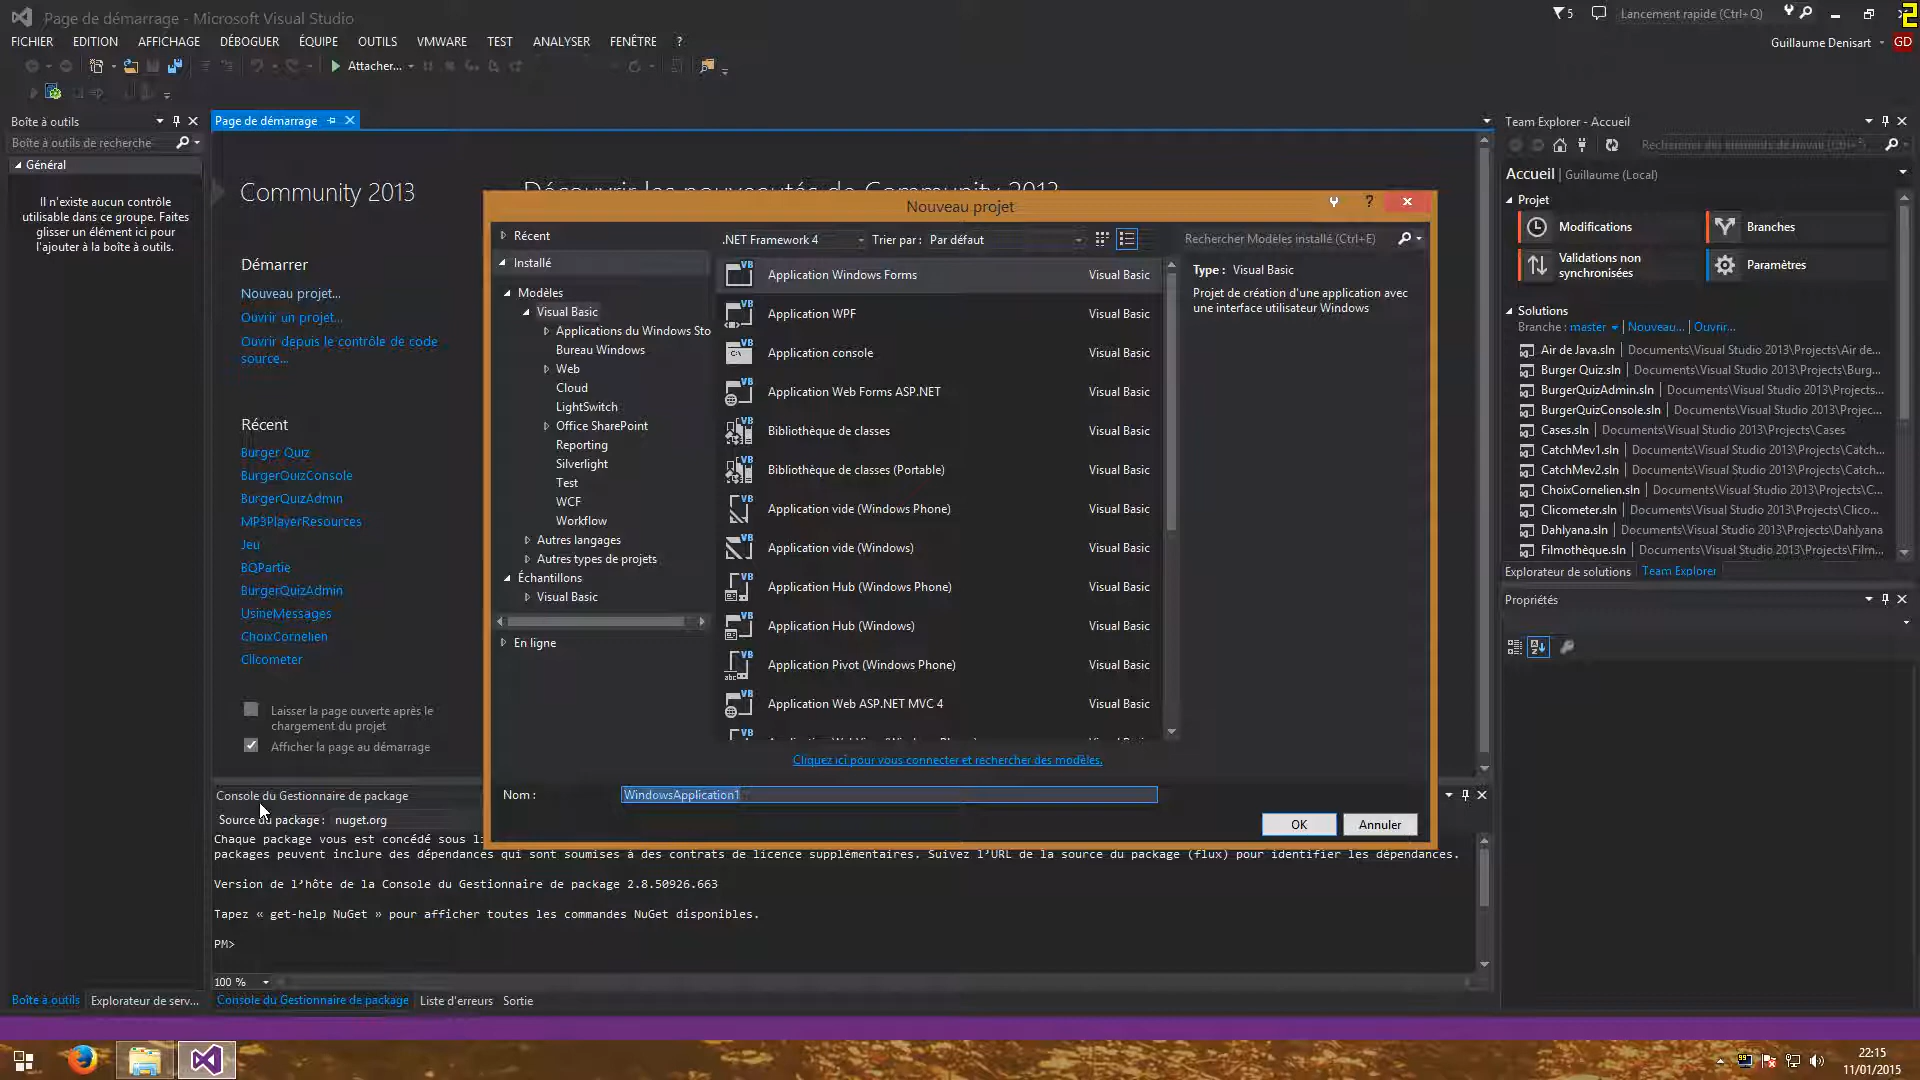 Page de démarrage - Microsoft Visual Studio
5
Lancement rapide (Ctrl+Q)
2
FICHIER EDITION AFFICHAGE DÉBOGUER ÉQUIPE OUTILS VMWARE TEST ANALYSER FENÊTRE ?
Guillaume Denisart
GD
Attacher...
Boîte à outils
Boîte à outils de recherche
Général
Il n'existe aucun contrôle
utilisable dans ce groupe. Faites
glisser un élément ici pour
l'ajouter à la boîte à outils.
Page de démarrage
Community 2013
Découvrir les nouveautés de Community 2013
Démarrer
Nouveau projet...
Ouvrir un projet...
Ouvrir depuis le contrôle de code
source...
Récent
Burger Quiz
BurgerQuizConsole
BurgerQuizAdmin
MP3PlayerResources
Jeu
BQPartie
BurgerQuizAdmin
UsineMessages
ChoixCornelien
Clicometer
Laisser la page ouverte après le
chargement du projet
Afficher la page au démarrage
Nouveau projet
?
Récent
Installé
Modèles
Visual Basic
Applications du Windows Sto
Bureau Windows
Web
Cloud
LightSwitch
Office SharePoint
Reporting
Silverlight
Test
WCF
Workflow
Autres langages
Autres types de projets
Échantillons
Visual Basic
En ligne
.NET Framework 4
Trier par : Par défaut
Rechercher Modèles installé (Ctrl+E)
Application Windows Forms Visual Basic
Application WPF Visual Basic
Application console Visual Basic
Application Web Forms ASP.NET Visual Basic
Bibliothèque de classes Visual Basic
Bibliothèque de classes (Portable) Visual Basic
Application vide (Windows Phone) Visual Basic
Application vide (Windows) Visual Basic
Application Hub (Windows Phone) Visual Basic
Application Hub (Windows) Visual Basic
Application Pivot (Windows Phone) Visual Basic
Application Web ASP.NET MVC 4 Visual Basic
Type : Visual Basic
Projet de création d'une application avec
une interface utilisateur Windows
Cliquez ici pour vous connecter et rechercher des modèles.
Nom : WindowsApplication1
OK
Annuler
Console du Gestionnaire de package
Source du package : nuget.org
Chaque package vous est concédé sous li
packages peuvent inclure des dépendances qui sont soumises à des contrats de licence supplémentaires. Suivez l'URL de la source du package (flux) pour identifier les dépendances.
Version de l'hôte de la Console du Gestionnaire de package 2.8.50926.663
Tapez « get-help NuGet » pour afficher toutes les commandes NuGet disponibles.
PM>
100 %
Boîte à outils Explorateur de serv... Console du Gestionnaire de package Liste d'erreurs Sortie
Team Explorer - Accueil
Rechercher des éléments de travail (Ctrl+')
Accueil | Guillaume (Local)
Projet
Modifications
Branches
Validations non
synchronisées
Paramètres
Solutions
Branche : master | Nouveau... | Ouvrir...
Air de Java.sln | Documents\Visual Studio 2013\Projects\Air de...
Burger Quiz.sln | Documents\Visual Studio 2013\Projects\Burg...
BurgerQuizAdmin.sln | Documents\Visual Studio 2013\Projects...
BurgerQuizConsole.sln | Documents\Visual Studio 2013\Projec...
Cases.sln | Documents\Visual Studio 2013\Projects\Cases
CatchMev1.sln | Documents\Visual Studio 2013\Projects\Catch...
CatchMev2.sln | Documents\Visual Studio 2013\Projects\Catch...
ChoixCornelien.sln | Documents\Visual Studio 2013\Projects\C...
Clicometer.sln | Documents\Visual Studio 2013\Projects\Clico...
Dahlyana.sln | Documents\Visual Studio 2013\Projects\Dahlyana
Filmothèque.sln | Documents\Visual Studio 2013\Projects\Film...
Explorateur de solutions Team Explorer
Propriétés
22:15
11/01/2015